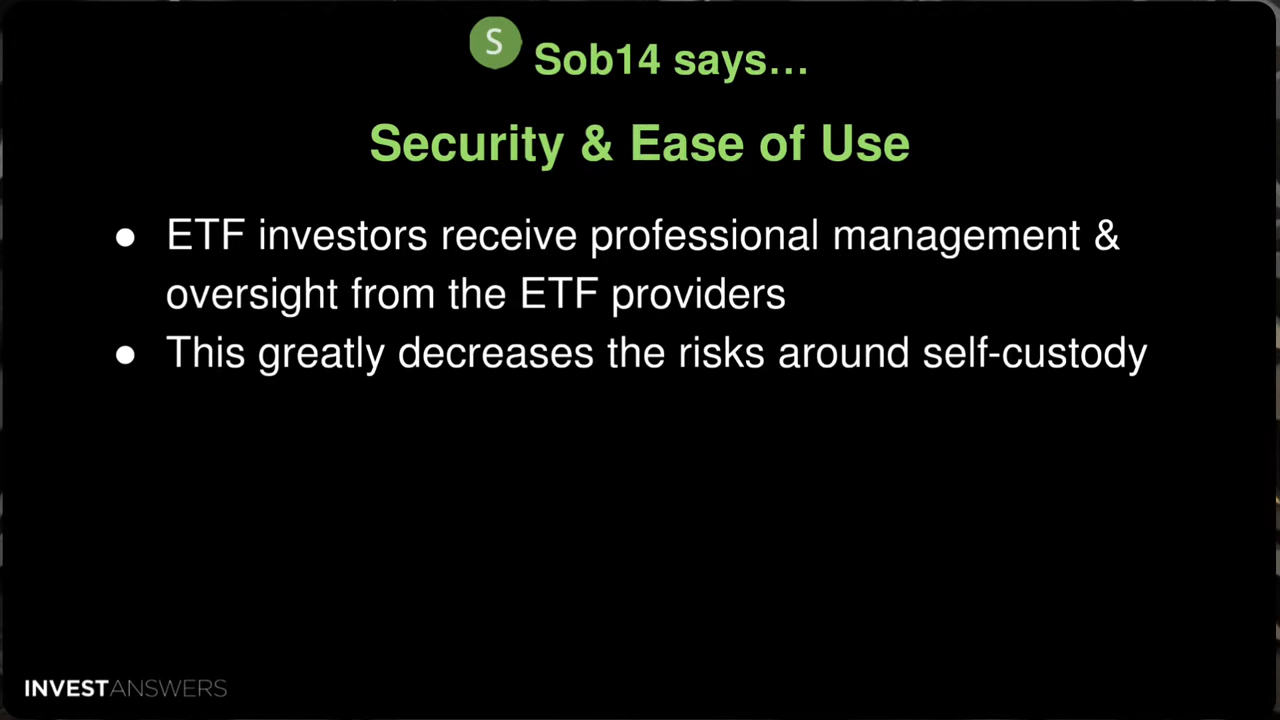 S
Sob14 says…
Security & Ease of Use
● ETF investors receive professional management &
oversight from the ETF providers
● This greatly decreases the risks around self-custody
INVESTANSWERS